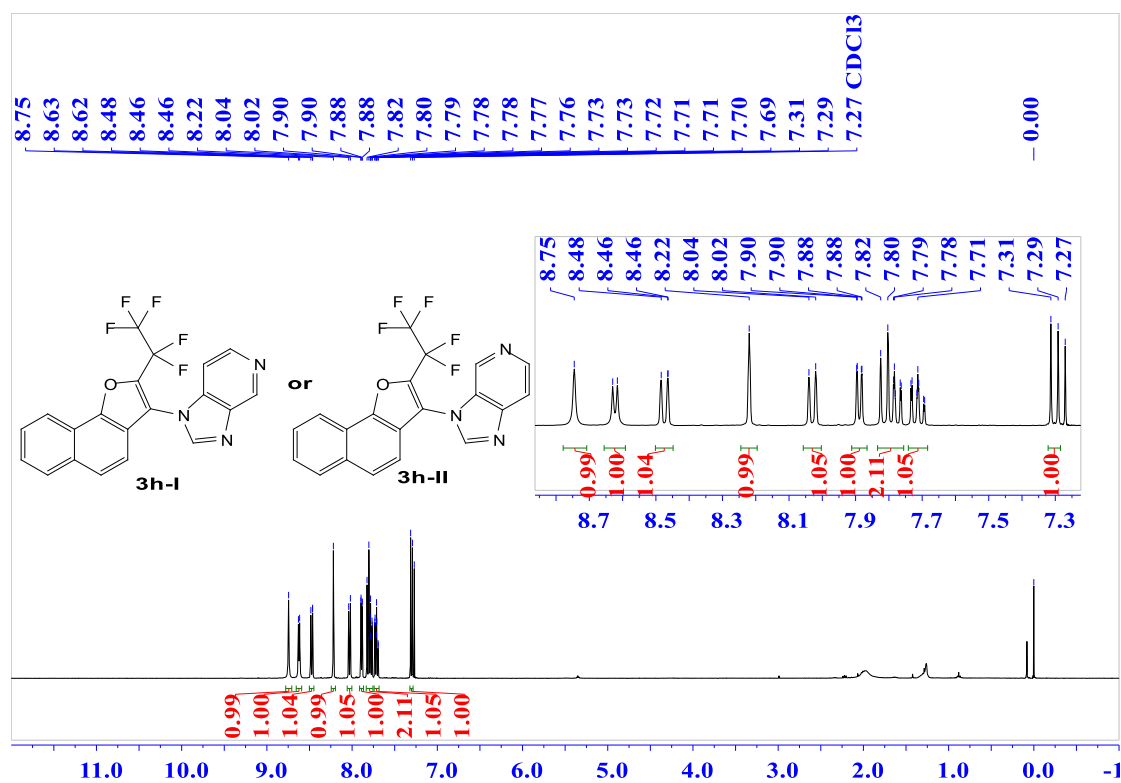 8.75 8.63 8.62 8.48 8.46 8.46 8.22 8.04 8.02 7.90 7.90 7.88 7.88 7.82 7.80 7.79 7.78 7.78 7.77 7.76 7.73 7.73 7.72 7.71 7.71 7.70 7.69 7.31 7.29 7.27 CDCl3 0.00
8.75 8.48 8.46 8.46 8.22 8.04 8.02 7.90 7.90 7.88 7.88 7.82 7.80 7.79 7.78 7.71 7.31 7.29 7.27
F F
F F
F
O
N
N
N
3h-I
or
F F
F F
F
O
N
N
N
3h-II
0.99 1.00 1.04 0.99 1.05 1.00 2.11 1.05 1.00
8.7 8.5 8.3 8.1 7.9 7.7 7.5 7.3
0.99 1.00 1.04 0.99 1.05 1.00 2.11 1.05 1.00
11.0 10.0 9.0 8.0 7.0 6.0 5.0 4.0 3.0 2.0 1.0 0.0 -1